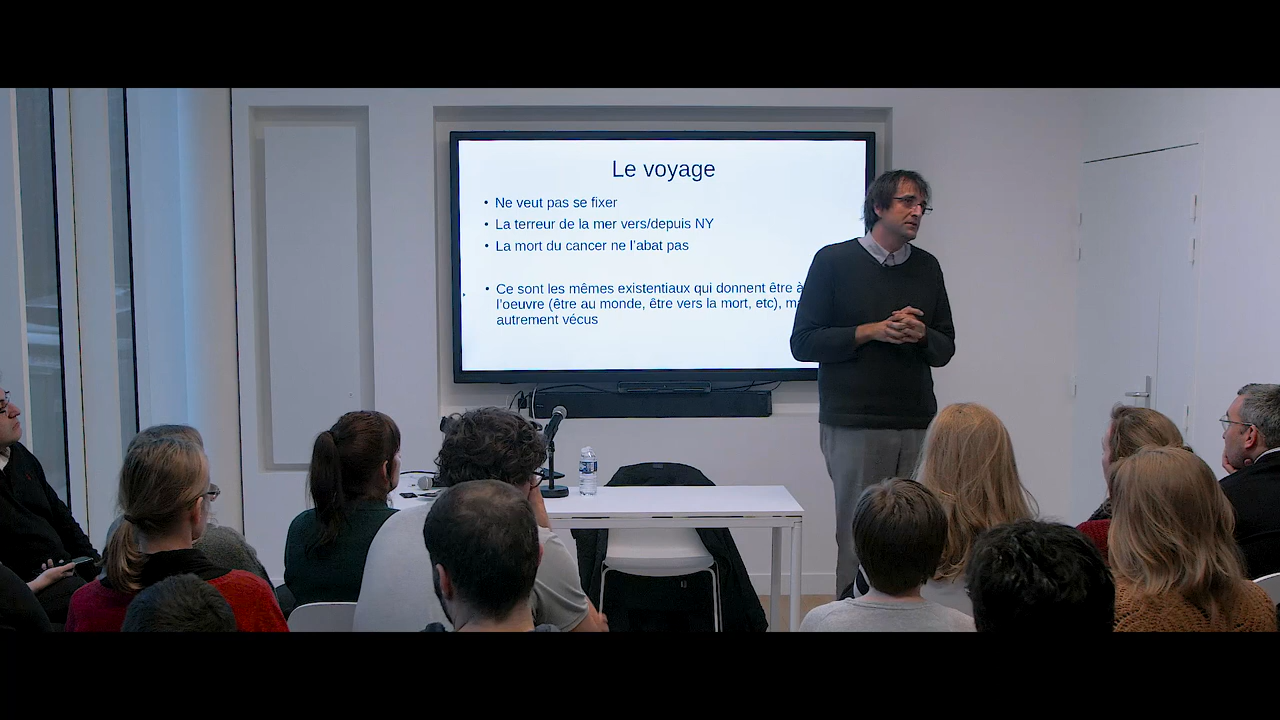 Le voyage
• Ne veut pas se fixer
• La terreur de la mer vers/depuis NY
• La mort du cancer ne l'abat pas
• Ce sont les mêmes existentiaux qui donnent être à
l'oeuvre (être au monde, être vers la mort, etc),
autrement vécus